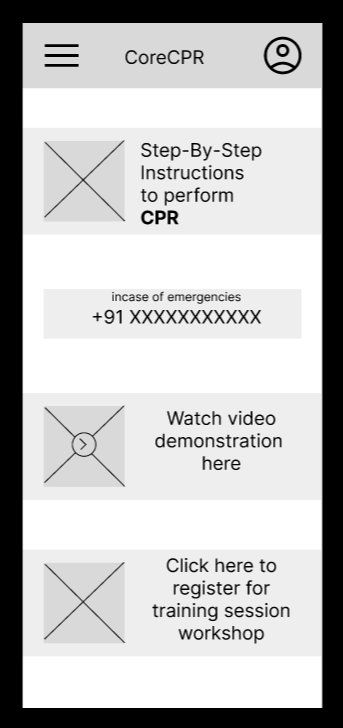 CoreCPR
Step-By-Step
Instructions
to perform
CPR
incase of emergencies
+91 XXXXXXXXXXX
Watch video
demonstration
here
Click here to
register for
training session
workshop